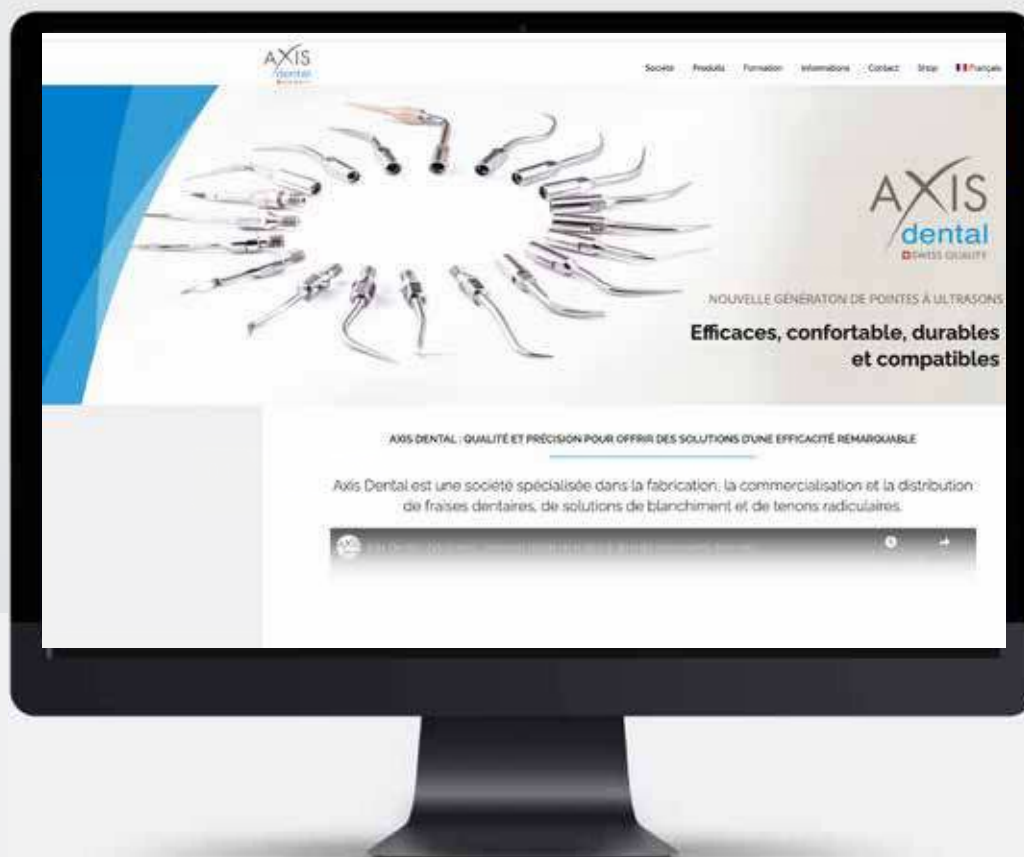 AXIS
dental
Société Produits Formation Informations Contact Shop Français
AXIS
dental
SWISS QUALITY
NOUVELLE GÉNÉRATON DE POINTES À ULTRASONS
Efficaces, confortable, durables
et compatibles
AXIS DENTAL : QUALITÉ ET PRÉCISION POUR OFFRIR DES SOLUTIONS D'UNE EFFICACITÉ REMARQUABLE
Axis Dental est une société spécialisée dans la fabrication, la commercialisation et la distribution
de fraises dentaires, de solutions de blanchiment et de tenons radiculaires.